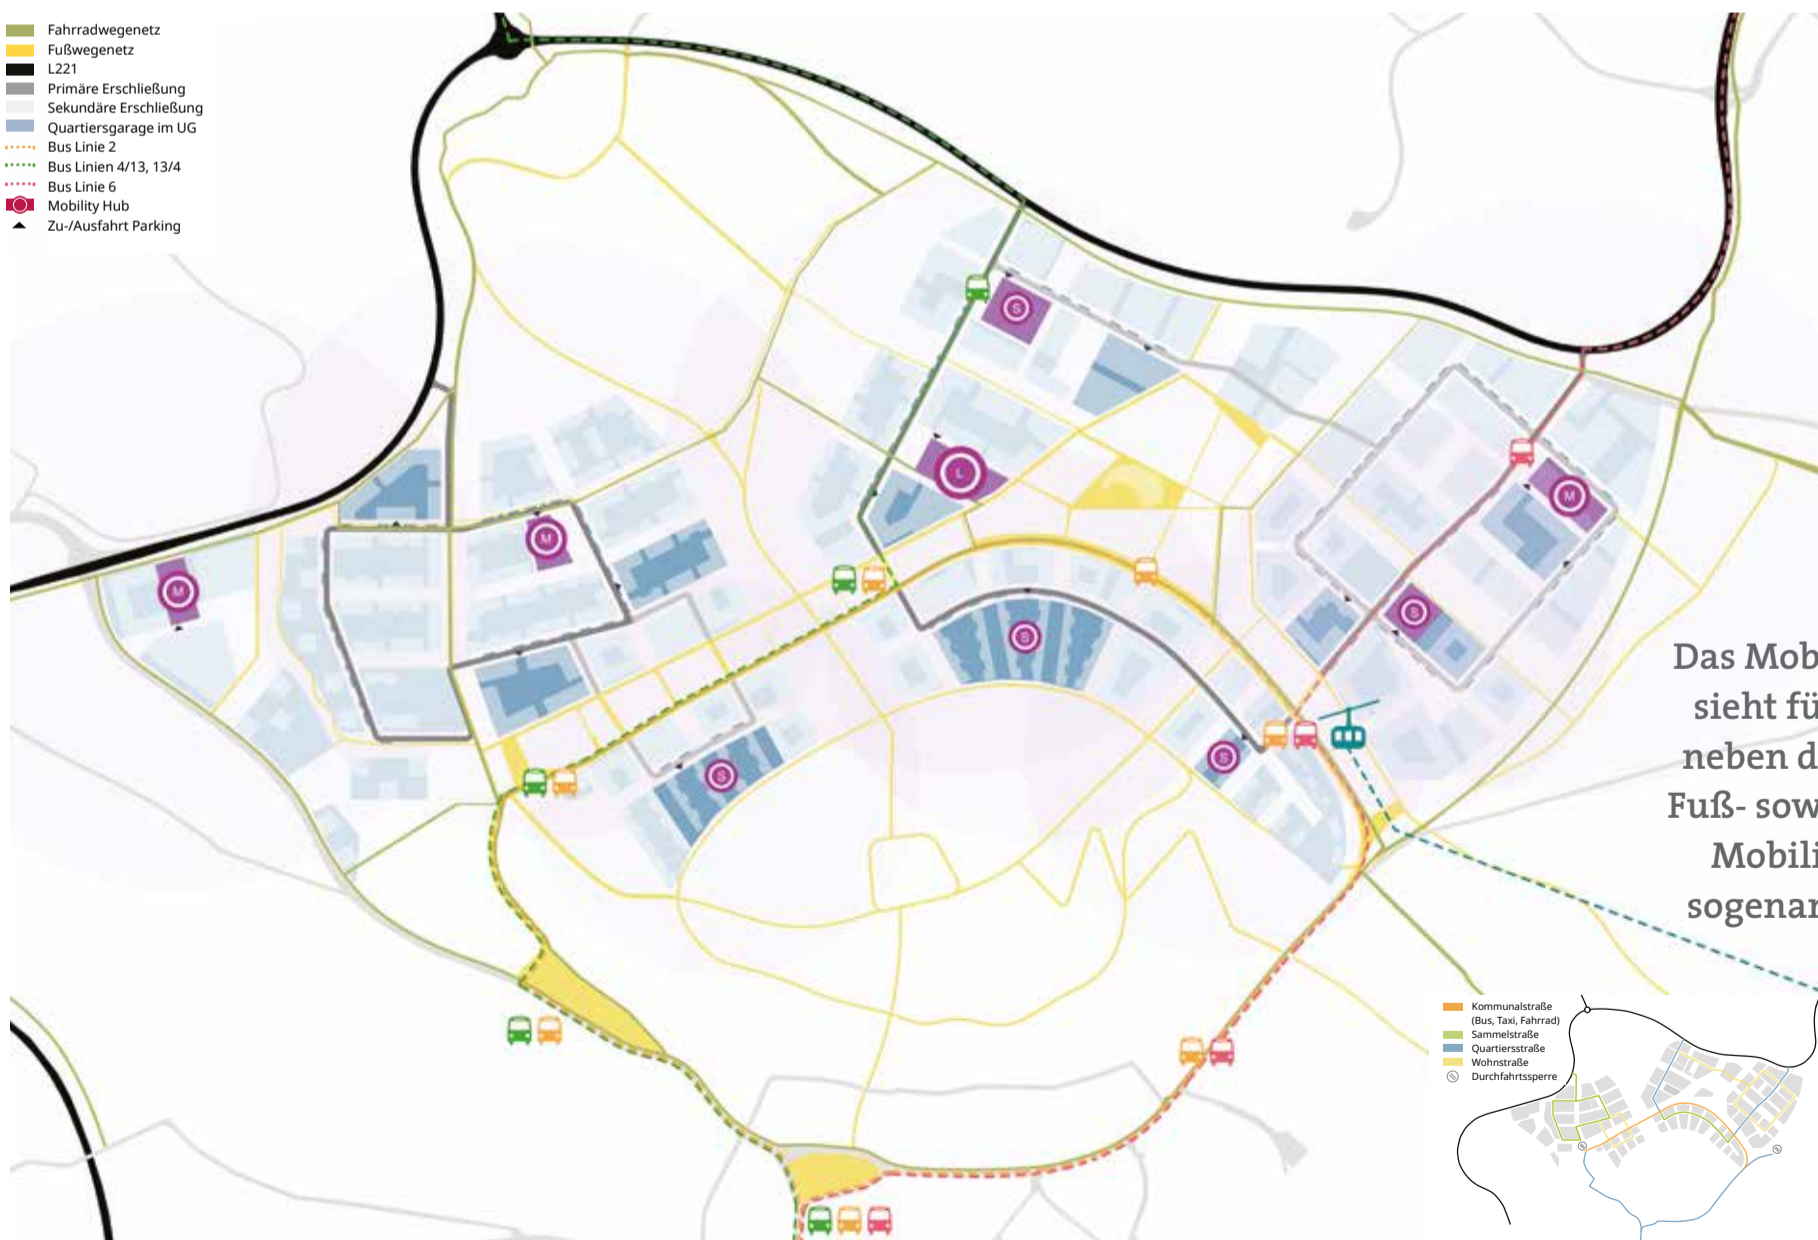 Fahrradwegenetz
Fußwegenetz
L221
Primäre Erschließung
Sekundäre Erschließung
Quartiersgarage im UG
Bus Linie 2
Bus Linien 4/13, 13/4
Bus Linie 6
Mobility Hub
Zu-/Ausfahrt Parking
S
L
M
M
M
S
S
S
S
Das Mob
sieht fü
neben d
Fuß- sow
Mobili
sogenar
Kommunalstraße
(Bus, Taxi, Fahrrad)
Sammelstraße
Quartiersstraße
Wohnstraße
Durchfahrtssperre